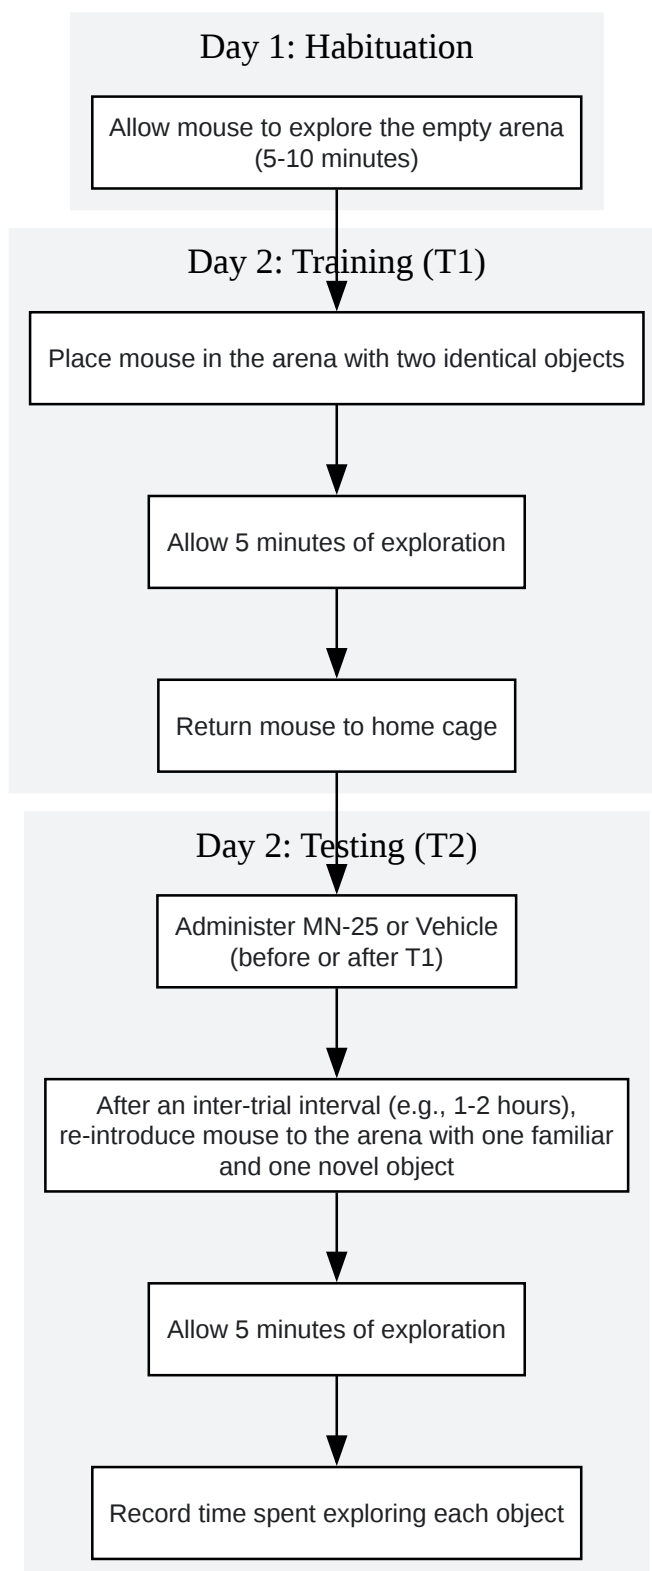 Day 1: Habituation
Allow mouse to explore the empty arena
(5-10 minutes)
Day 2: Training (T1)
Place mouse in the arena with two identical objects
Allow 5 minutes of exploration
Return mouse to home cage
Day 2: Testing (T2)
Administer MN-25 or Vehicle
(before or after T1)
After an inter-trial interval (e.g., 1-2 hours),
re-introduce mouse to the arena with one familiar
and one novel object
Allow 5 minutes of exploration
Record time spent exploring each object